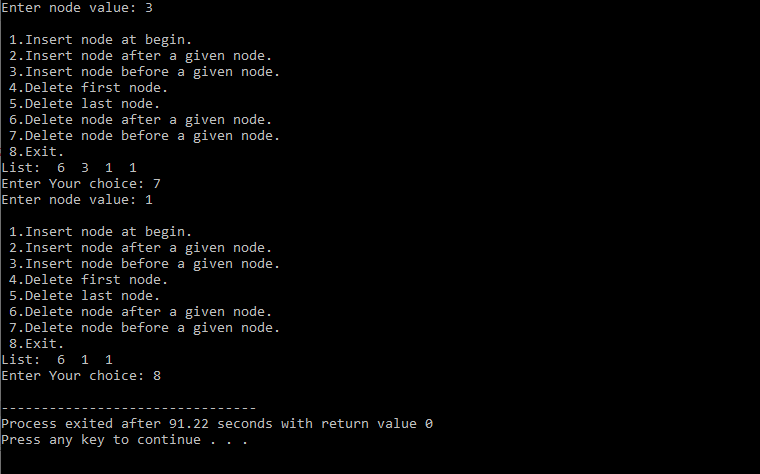 Enter node value: 3

 1.Insert node at begin.
 2.Insert node after a given node.
 3.Insert node before a given node.
 4.Delete first node.
 5.Delete last node.
 6.Delete node after a given node.
 7.Delete node before a given node.
 8.Exit.
List:  6  3  1  1
Enter Your choice: 7
Enter node value: 1

 1.Insert node at begin.
 2.Insert node after a given node.
 3.Insert node before a given node.
 4.Delete first node.
 5.Delete last node.
 6.Delete node after a given node.
 7.Delete node before a given node.
 8.Exit.
List:  6  1  1
Enter Your choice: 8

--------------------------------
Process exited after 91.22 seconds with return value 0
Press any key to continue . . .